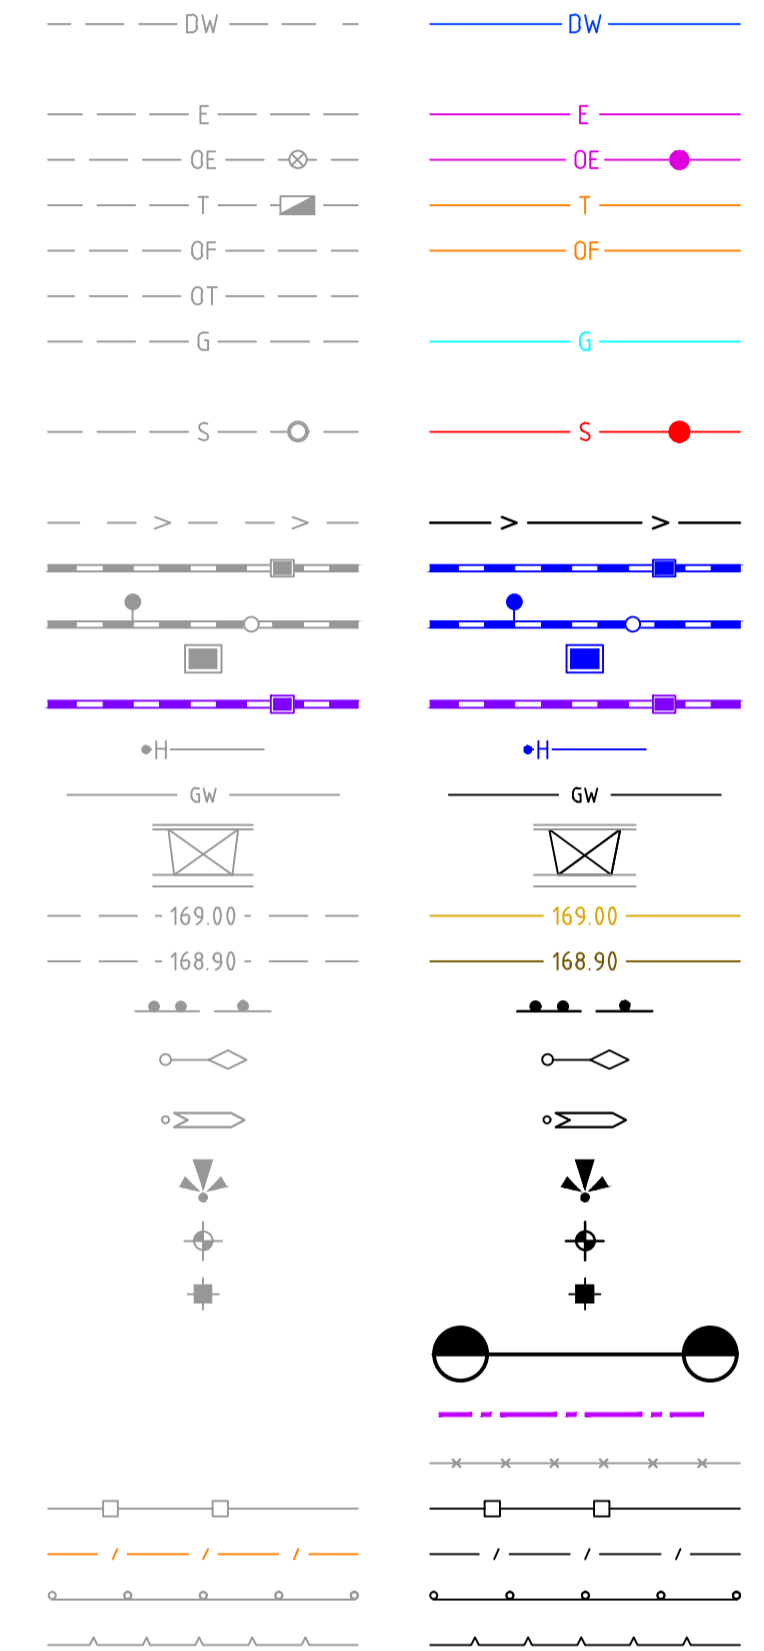 DW DW
E E
OE OE
T T
OF OF
OT
G G
S S
> > > >
H H
GW GW
169.00 169.00
168.90 168.90